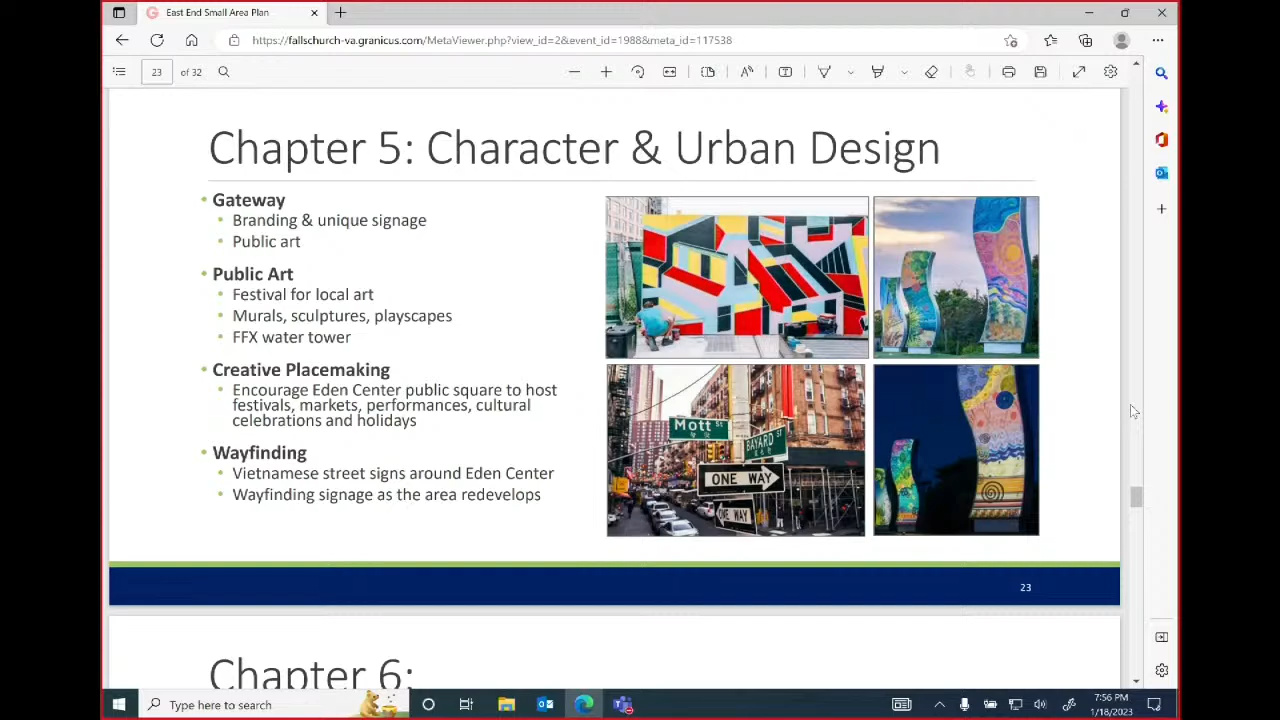 East End Small Area Plan
https://fallschurch-va.granicus.com/MetaViewer.php?view_id=2&event_id=1988&meta_id=117538
23 of 32
Chapter 5: Character & Urban Design
• Gateway
• Branding & unique signage
• Public art
• Public Art
• Festival for local art
• Murals, sculptures, playscapes
• FFX water tower
• Creative Placemaking
• Encourage Eden Center public square to host
festivals, markets, performances, cultural
celebrations and holidays
• Wayfinding
• Vietnamese street signs around Eden Center
• Wayfinding signage as the area redevelops
Mott St
BAYARD ST
ONE WAY
ONE WAY
23
Chapter 6:
Type here to search
7:56 PM
1/18/2023